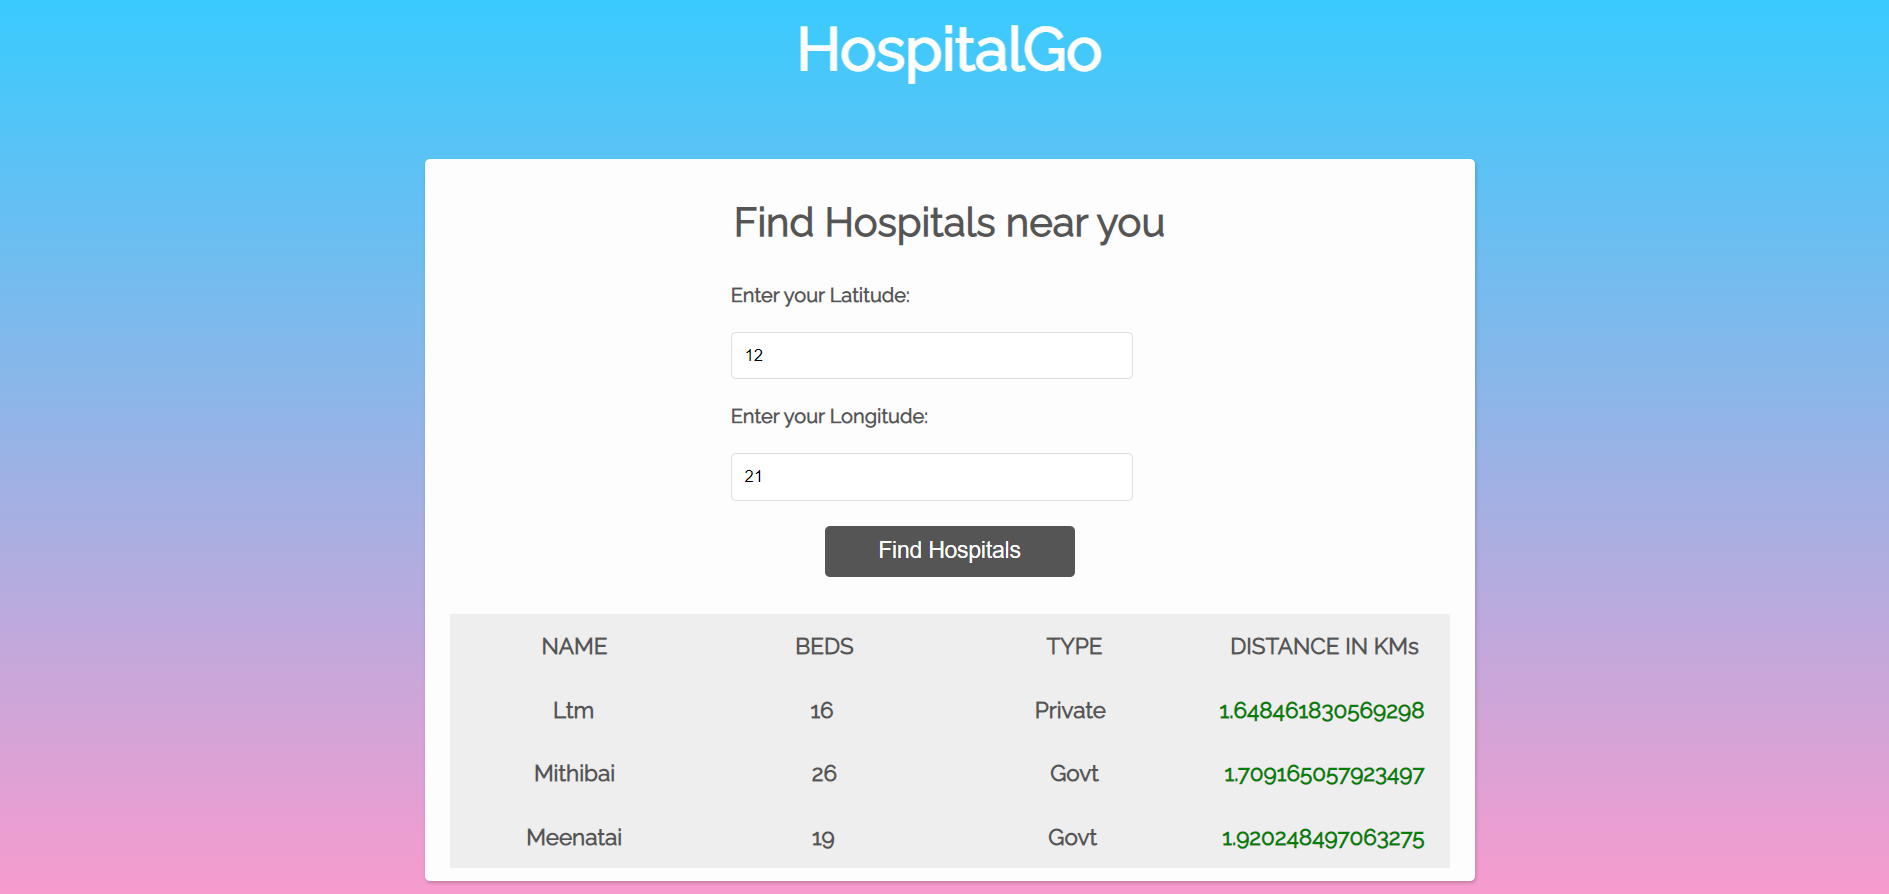 HospitalGo
Find Hospitals near you
Enter your Latitude:
12
Enter your Longitude:
21
Find Hospitals
NAME BEDS TYPE DISTANCE IN KMs
Ltm 16 Private 1.648461830569298
Mithibai 26 Govt 1.709165057923497
Meenatai 19 Govt 1.920248497063275